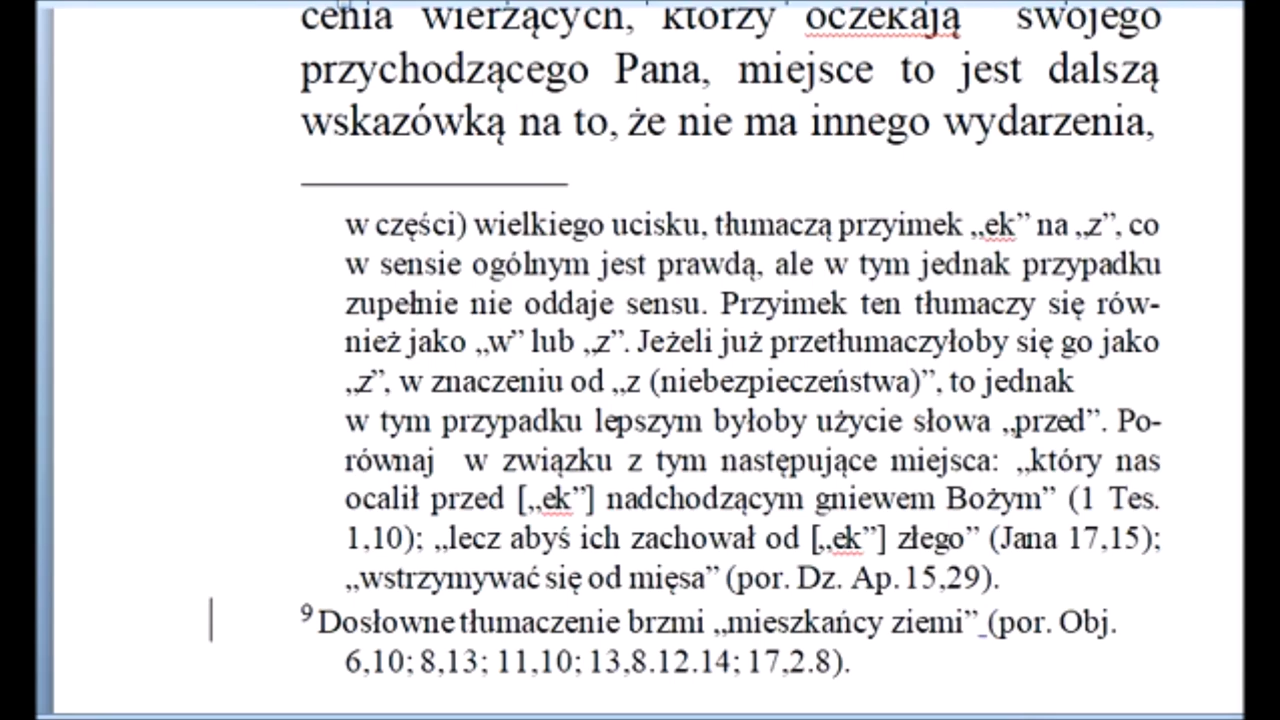 cenia wierzących, którzy oczekają swojego
przychodzącego Pana, miejsce to jest dalszą
wskazówką na to, że nie ma innego wydarzenia,
w części) wielkiego ucisku, tłumaczą przyimek „ek” na „z”, co
w sensie ogólnym jest prawdą, ale w tym jednak przypadku
zupełnie nie oddaje sensu. Przyimek ten tłumaczy się rów-
nież jako „w” lub „z”. Jeżeli już przetłumaczyłoby się go jako
„z”, w znaczeniu od „z (niebezpieczeństwa)”, to jednak
w tym przypadku lepszym byłoby użycie słowa „przed”. Po-
równaj w związku z tym następujące miejsca: „który nas
ocalił przed [„ek”] nadchodzącym gniewem Bożym” (1 Tes.
1,10); „lecz abyś ich zachował od [„ek”] złego” (Jana 17,15);
„wstrzymywać się od mięsa” (por. Dz. Ap. 15,29).
9 Dosłowne tłumaczenie brzmi „mieszkańcy ziemi” (por. Obj.
6,10; 8,13; 11,10; 13,8.12.14; 17,2.8).